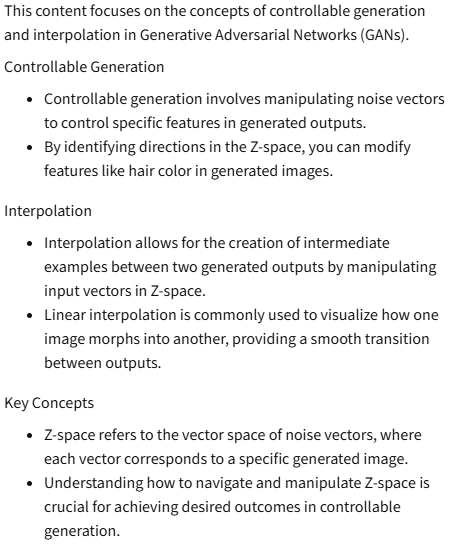 This content focuses on the concepts of controllable generation
and interpolation in Generative Adversarial Networks (GANs).
Controllable Generation
• Controllable generation involves manipulating noise vectors
to control specific features in generated outputs.
• By identifying directions in the Z-space, you can modify
features like hair color in generated images.
Interpolation
• Interpolation allows for the creation of intermediate
examples between two generated outputs by manipulating
input vectors in Z-space.
• Linear interpolation is commonly used to visualize how one
image morphs into another, providing a smooth transition
between outputs.
Key Concepts
• Z-space refers to the vector space of noise vectors, where
each vector corresponds to a specific generated image.
• Understanding how to navigate and manipulate Z-space is
crucial for achieving desired outcomes in controllable
generation.